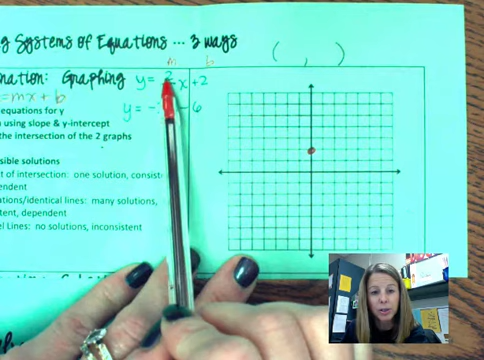 g Systems of Equations ... 3 ways
m b
( , )
nation: Graphing y = 2 x + 2
=mx + b
y = - - 6
equations for y
using slope & y-intercept
the intersection of the 2 graphs
sible solutions
of intersection: one solution, consist
endent
ations/identical lines: many solutions,
tent, dependent
el Lines: no solutions, inconsistent